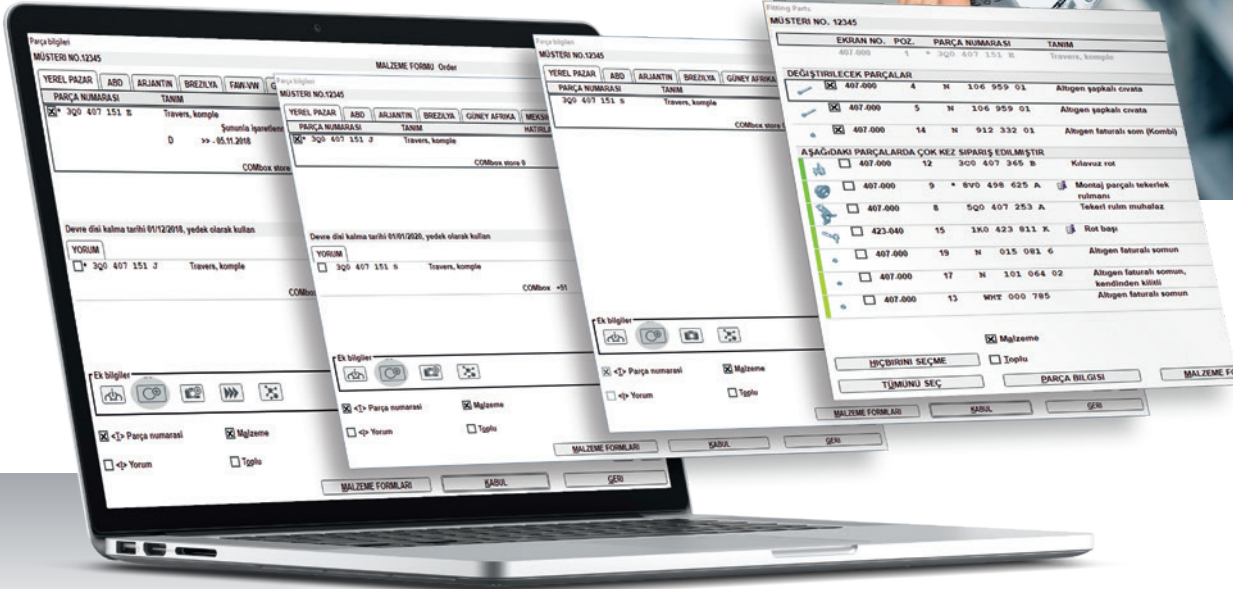 Parça bilgileri
MÜSTERI NO.12345
MALZEME FORMU Order
YEREL PAZAR ABD ARJANTIN BREZILYA FAW-VW
PARÇA NUMARASI TANIM
* 3Q0 407 151 E Travers, komple
Şununla işaretlenm
D >> - 05.11.2018
COMbox store
Devre disi kalma tarihi 01/12/2018, yedek olarak kullan
YORUM
* 3Q0 407 151 J Travers, komple
COMbox
Ek bilgiler
<T> Parça numarasi Malzeme
<I> Yorum Toplu
MALZEME FORMLARI KABUL GERI
Parça bilgileri
MÜSTERI NO.12345
YEREL PAZAR ABD ARJANTIN BREZILYA GÜNEY AFRIKA
PARÇA NUMARASI TANIM
* 3Q0 407 151 J Travers, komple
COMbox store 0
Devre disi kalma tarihi 01/01/2020, yedek olarak kullan
YORUM
3Q0 407 151 S Travers, komple
COMbox +51
Ek bilgiler
<T> Parça numarasi Malzeme
<I> Yorum Toplu
MALZEME FORMLARI KABUL GERI
Parça bilgileri
MÜSTERI NO.12345
YEREL PAZAR ABD ARJANTIN BREZILYA GÜNEY AFRIKA
PARÇA NUMARASI TANIM
3Q0 407 151 S Travers, komple
COMbox store
Ek bilgiler
<T> Parça numarasi Malzeme
<I> Yorum Toplu
MALZEME FORMLARI KABUL GERI
Fitting Parts
MÜSTERI NO. 12345
EKRAN NO. POZ. PARÇA NUMARASI TANIM
407-000 1 * 3Q0 407 151 E Travers, komple
DEĞIŞTIRILECEK PARÇALAR
407-000 4 N 106 959 01 Altıgen şapkalı cıvata
407-000 5 N 106 959 01 Altıgen şapkalı cıvata
407-000 14 N 912 332 01 Altıgen faturalı som (Kombi)
AŞAĞıDAKI PARÇALARDA ÇOK KEZ SIPARIŞ EDILMIŞTIR
407-000 12 3C0 407 365 B Kılavuz rot
407-000 9 * 8V0 498 625 A Montaj parçalı tekerlek
rulmanı
407-000 8 5Q0 407 253 A Tekerl rulm muhafaz
423-040 15 1K0 423 811 K Rot başı
407-000 19 N 015 081 6 Altıgen faturalı somun
407-000 17 N 101 064 02 Altıgen faturalı somun,
kendinden kilitli
407-000 13 WHT 000 785 Altıgen faturalı somun
Malzeme
HIÇBIRINI SEÇME Toplu
TÜMÜNÜ SEÇ PARÇA BILGISI MALZEME FO